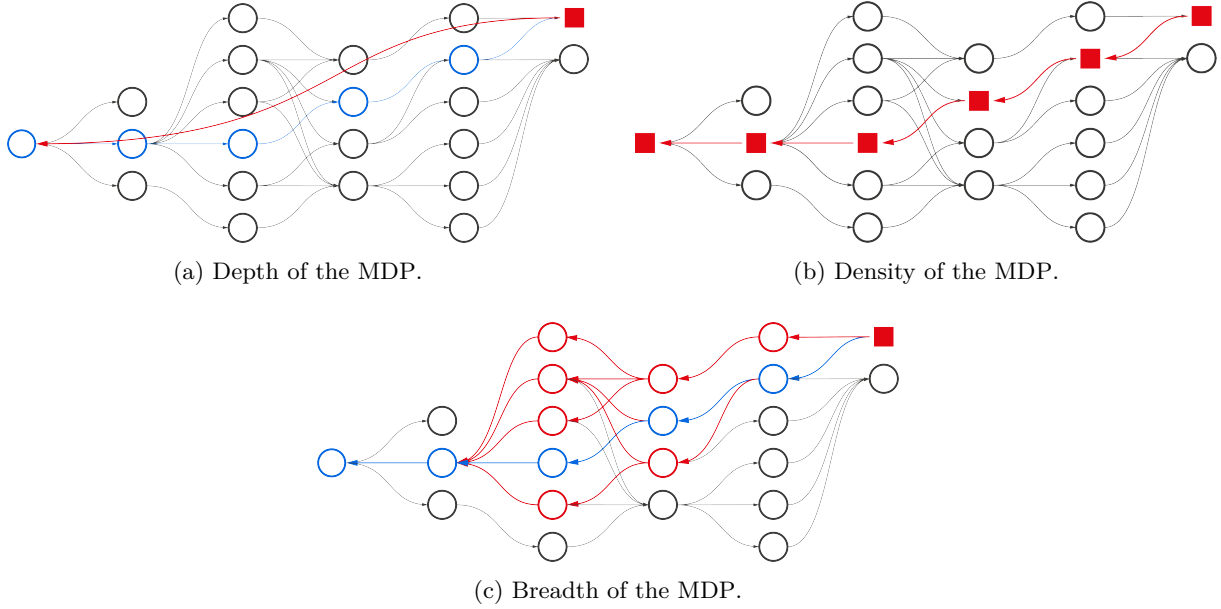 (a) Depth of the MDP.
(b) Density of the MDP.
(c) Breadth of the MDP.